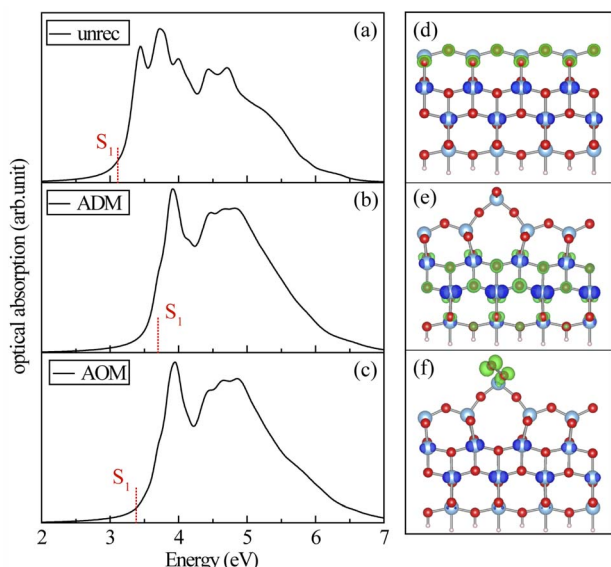 unrec
(a)
S1
ADM
(b)
S1
AOM
(c)
S1
optical absorption (arb.unit)
2 3 4 5 6 7
Energy (eV)
(d)
(e)
(f)